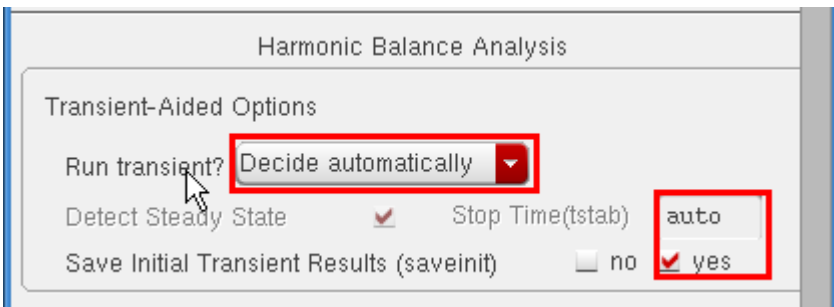 Harmonic Balance Analysis
Transient-Aided Options
Run transient? Decide automatically
Detect Steady State Stop Time(tstab) auto
Save Initial Transient Results (saveinit) no yes